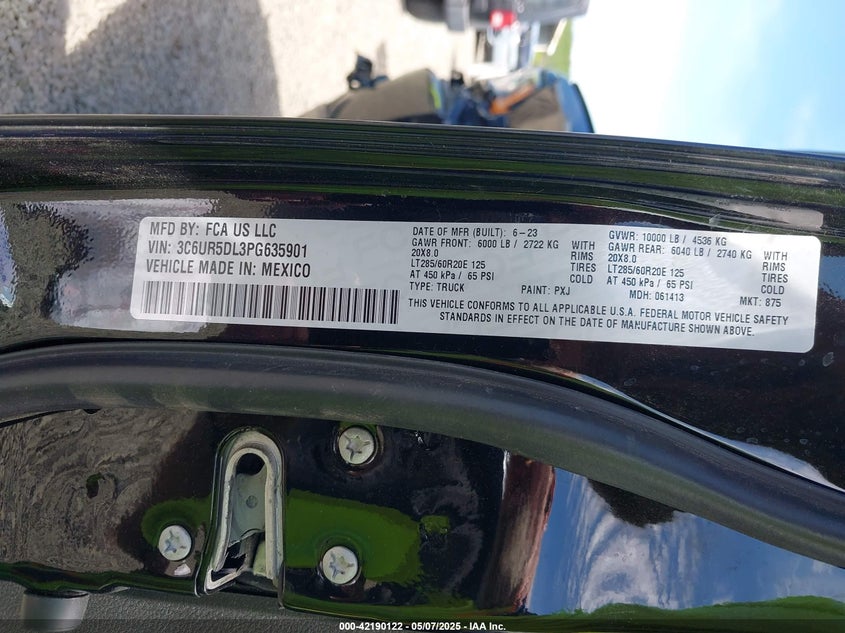 MFD BY: FCA US LLC
VIN: 3C6UR5DL3PG635901
VEHICLE MADE IN: MEXICO
DATE OF MFR (BUILT): 6-23
GAWR FRONT: 6000 LB / 2722 KG
20X8.0
LT285/60R20E 125
AT 450 kPa / 65 PSI
TYPE: TRUCK
WITH
TIRES
RIMS
COLD
PAINT: PXJ
GVWR: 10000 LB / 4536 KG
GAWR REAR: 6040 LB / 2740 KG
20X8.0
LT285/60R20E 125
AT 450 kPa / 65 PSI
MDH: 061413
WITH
RIMS
TIRES
COLD
MKT: 875
THIS VEHICLE CONFORMS TO ALL APPLICABLE U.S.A. FEDERAL MOTOR VEHICLE SAFETY
STANDARDS IN EFFECT ON THE DATE OF MANUFACTURE SHOWN ABOVE.
000-42190122 - 05/07/2025 - IAA Inc.